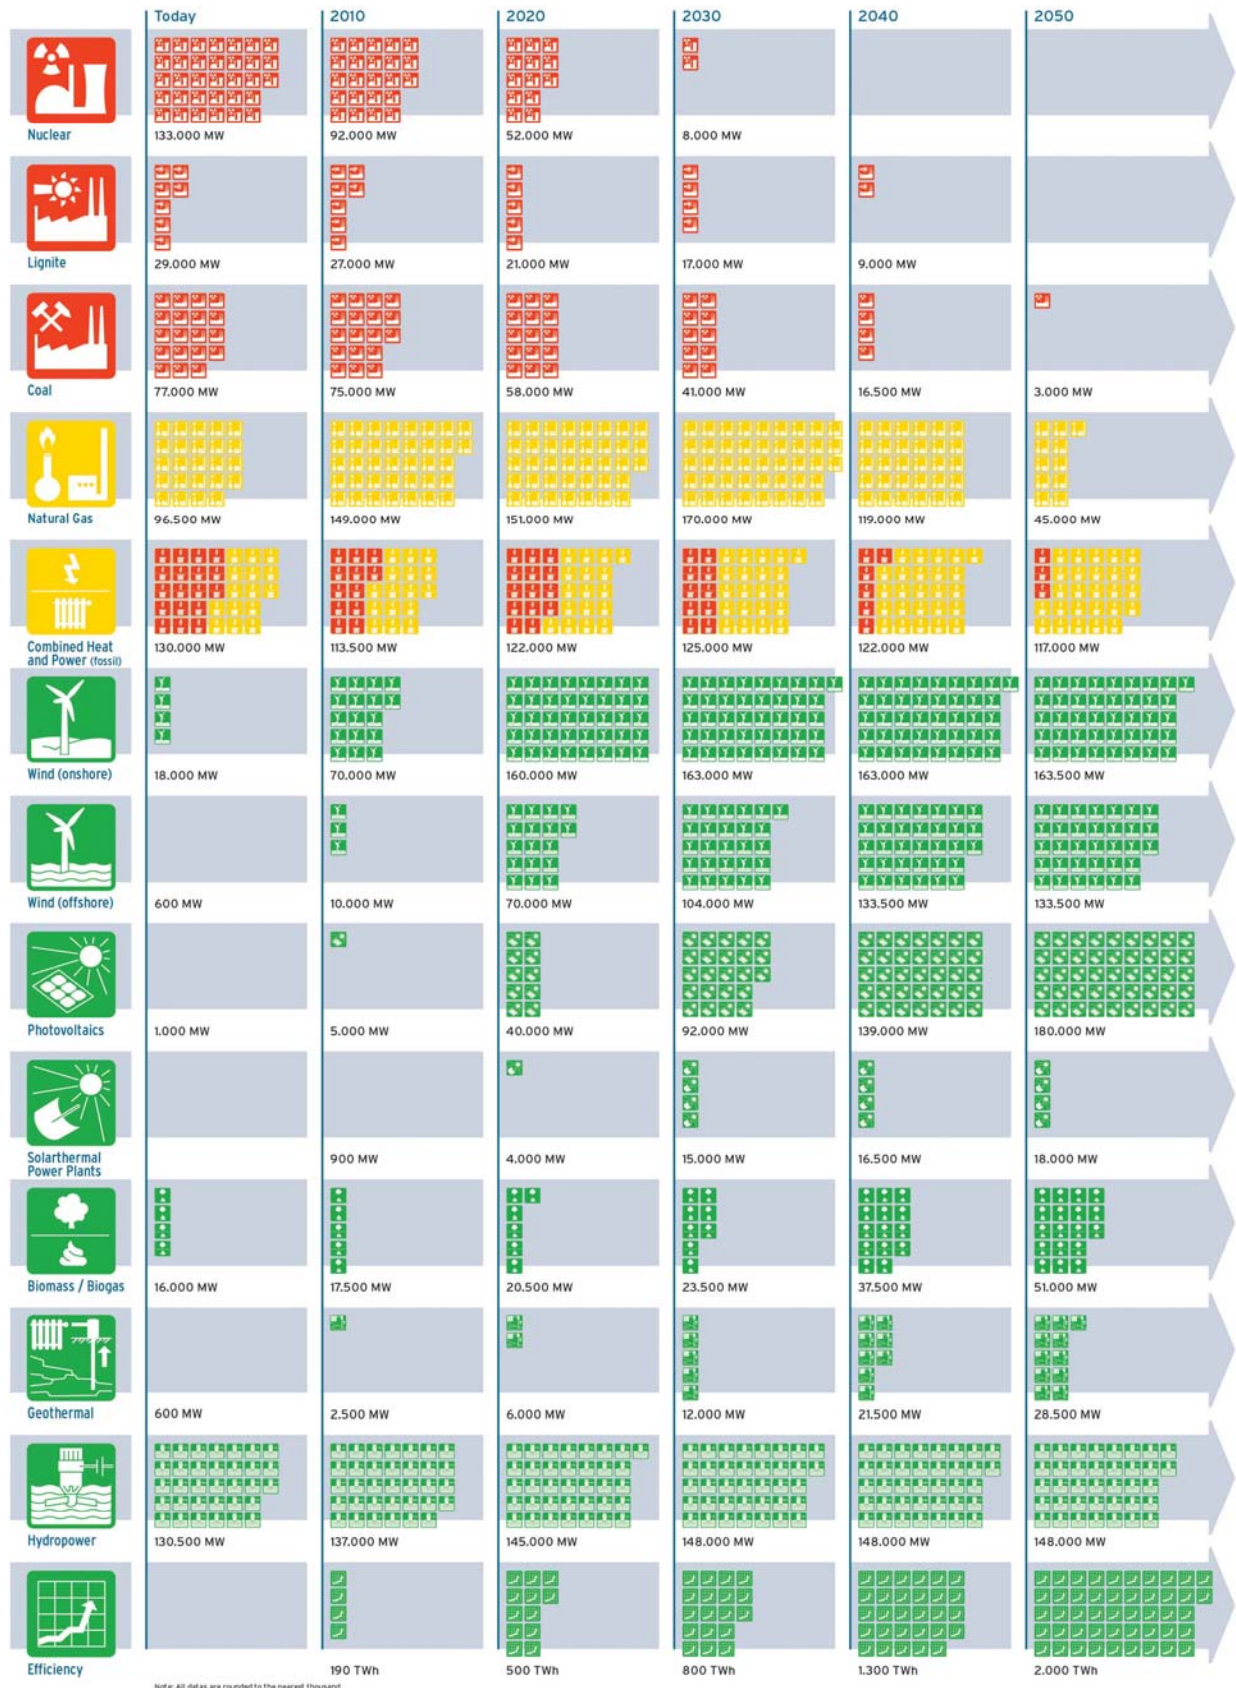 Today 2010 2020 2030 2040 2050
Nuclear
133.000 MW 92.000 MW 52.000 MW 8.000 MW
Lignite
29.000 MW 27.000 MW 21.000 MW 17.000 MW 9.000 MW
Coal
77.000 MW 75.000 MW 58.000 MW 41.000 MW 16.500 MW 3.000 MW
Natural Gas
96.500 MW 149.000 MW 151.000 MW 170.000 MW 119.000 MW 45.000 MW
Combined Heat
and Power (fossil)
130.000 MW 113.500 MW 122.000 MW 125.000 MW 122.000 MW 117.000 MW
Wind (onshore)
18.000 MW 70.000 MW 160.000 MW 163.000 MW 163.000 MW 163.500 MW
Wind (offshore)
600 MW 10.000 MW 70.000 MW 104.000 MW 133.500 MW 133.500 MW
Photovoltaics
1.000 MW 5.000 MW 40.000 MW 92.000 MW 139.000 MW 180.000 MW
Solarthermal
Power Plants
900 MW 4.000 MW 15.000 MW 16.500 MW 18.000 MW
Biomass / Biogas
16.000 MW 17.500 MW 20.500 MW 23.500 MW 37.500 MW 51.000 MW
Geothermal
600 MW 2.500 MW 6.000 MW 12.000 MW 21.500 MW 28.500 MW
Hydropower
130.500 MW 137.000 MW 145.000 MW 148.000 MW 148.000 MW 148.000 MW
Efficiency
190 TWh 500 TWh 800 TWh 1.300 TWh 2.000 TWh
Note: All datas are rounded to the nearest thousand